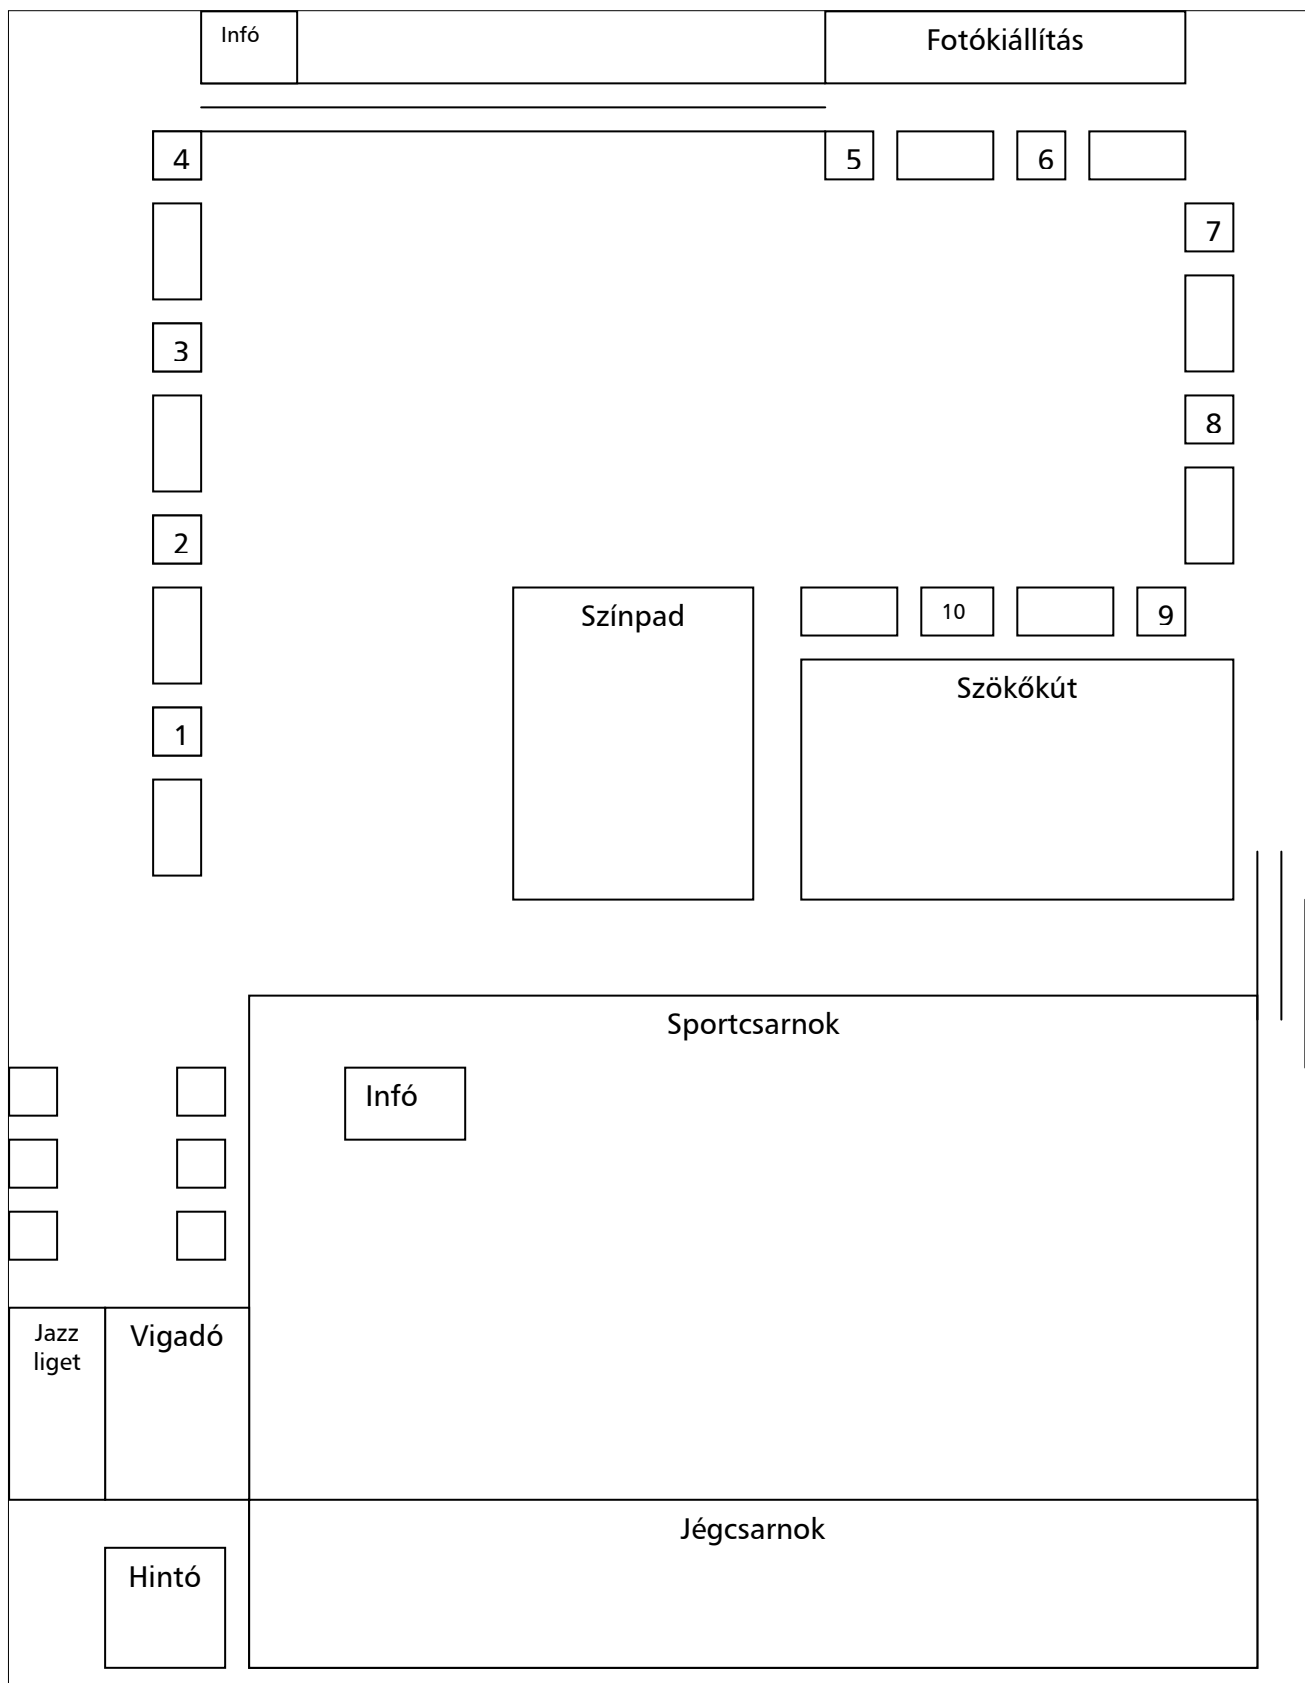 Infó
Fotókiállítás
4
5
6
7
3
8
2
Színpad
10
9
Szökőkút
1
Sportcsarnok
Infó
Jazz
liget
Vigadó
Jégcsarnok
Hintó